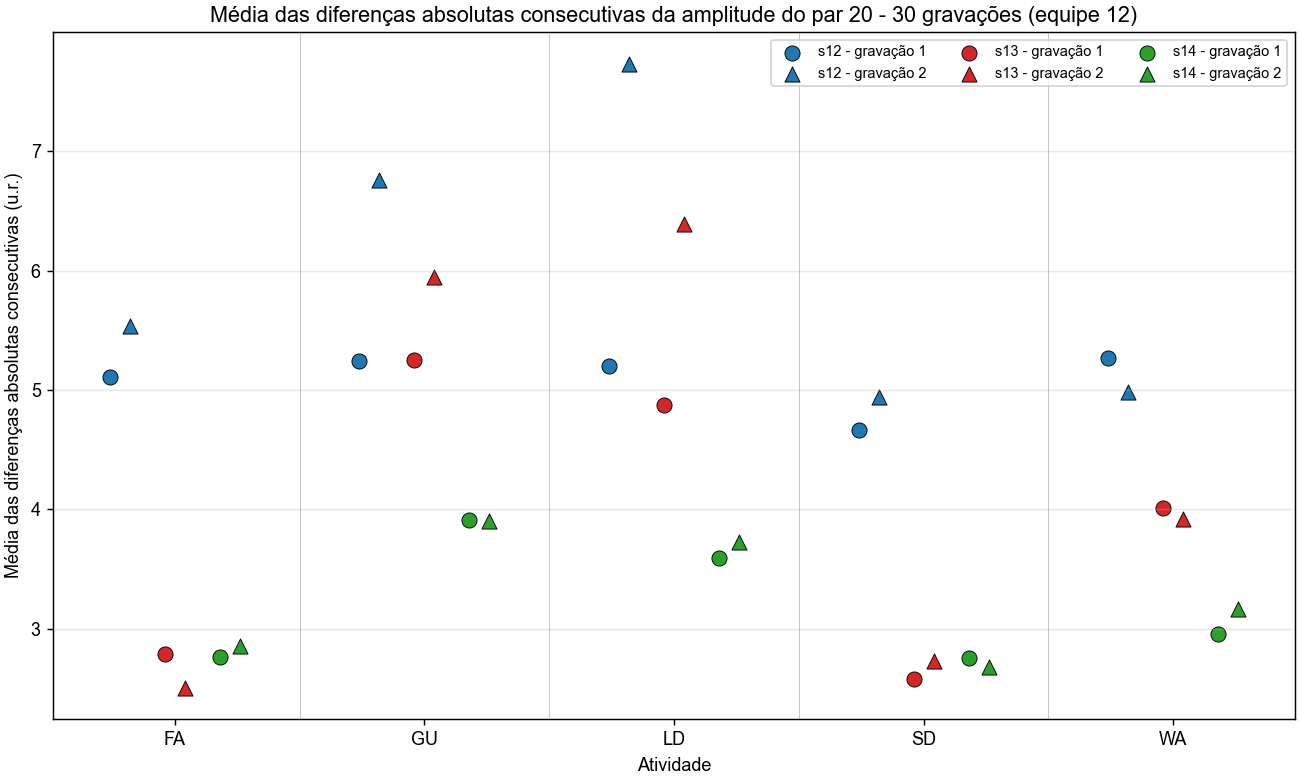 Média das diferenças absolutas consecutivas da amplitude do par 20 - 30 gravações (equipe 12)
s12 - gravação 1
s12 - gravação 2
s13 - gravação 1
s13 - gravação 2
s14 - gravação 1
s14 - gravação 2
Média das diferenças absolutas consecutivas (u.r.)
7
6
5
4
3
FA
GU
LD
SD
WA
Atividade